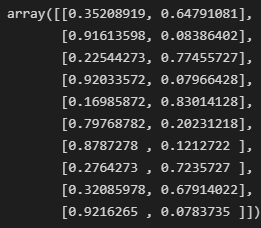 array([[0.35208919, 0.64791081],
[0.91613598, 0.08386402],
[0.22544273, 0.77455727],
[0.92033572, 0.07966428],
[0.16985872, 0.83014128],
[0.79768782, 0.20231218],
[0.8787278 , 0.1212722 ],
[0.2764273 , 0.7235727 ],
[0.32085978, 0.67914022],
[0.9216265 , 0.0783735 ]])